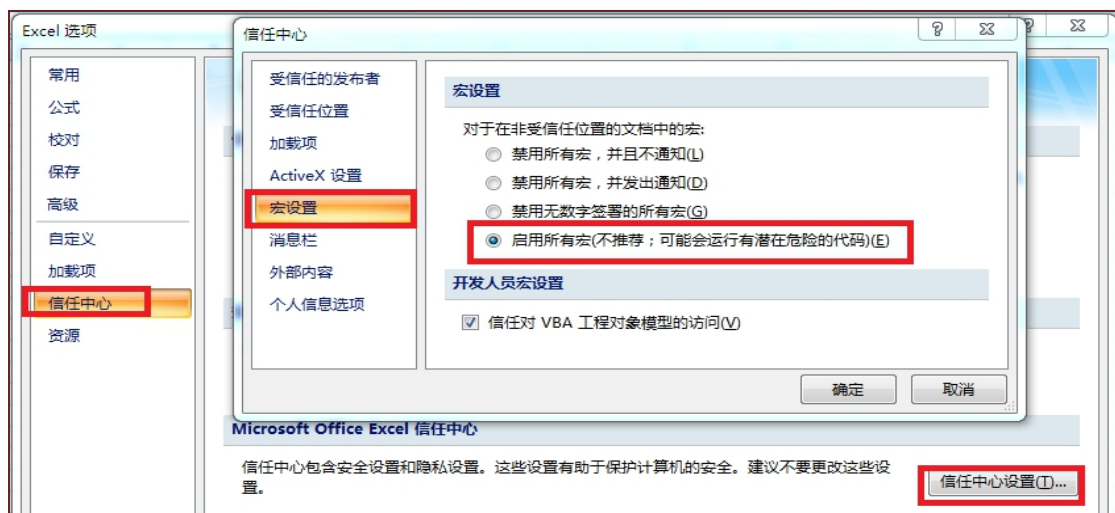 Excel 选项
常用
公式
校对
保存
高级
自定义
加载项
信任中心
资源
信任中心
受信任的发布者
受信任位置
加载项
ActiveX 设置
宏设置
消息栏
外部内容
个人信息选项
宏设置
对于在非受信任位置的文档中的宏:
禁用所有宏，并且不通知(L)
禁用所有宏，并发出通知(D)
禁用无数字签署的所有宏(G)
启用所有宏(不推荐；可能会运行有潜在危险的代码)(E)
开发人员宏设置
信任对 VBA 工程对象模型的访问(V)
确定
取消
Microsoft Office Excel 信任中心
信任中心包含安全设置和隐私设置。这些设置有助于保护计算机的安全。建议不要更改这些设
置。
信任中心设置(T)...